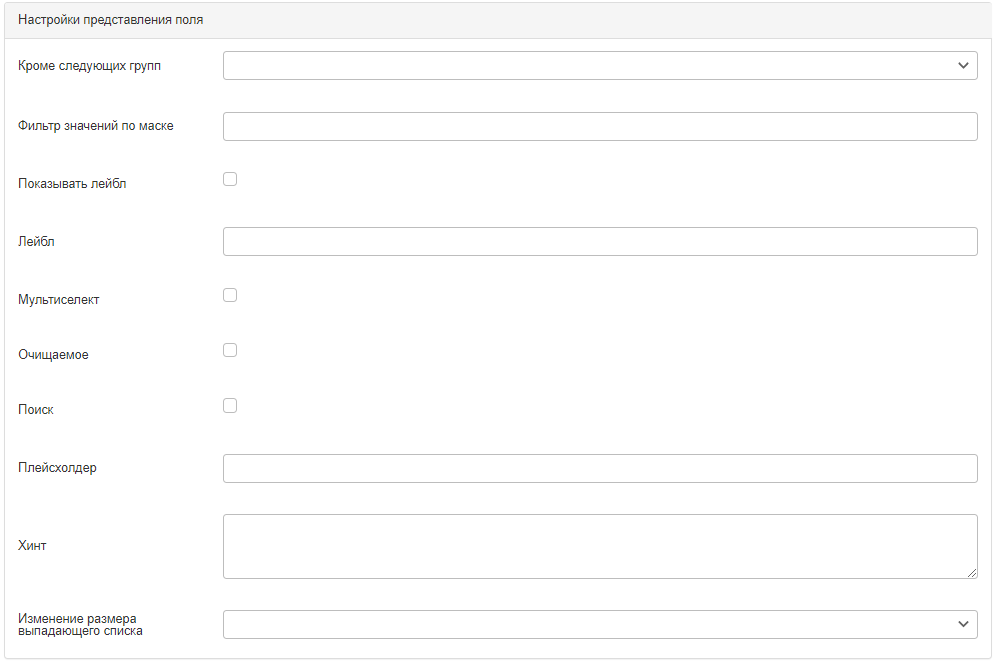 Настройки представления поля
Кроме следующих групп
Фильтр значений по маске
Показывать лейбл
Лейбл
Мультиселект
Очищаемое
Поиск
Плейсхолдер
Хинт
Изменение размера
выпадающего списка